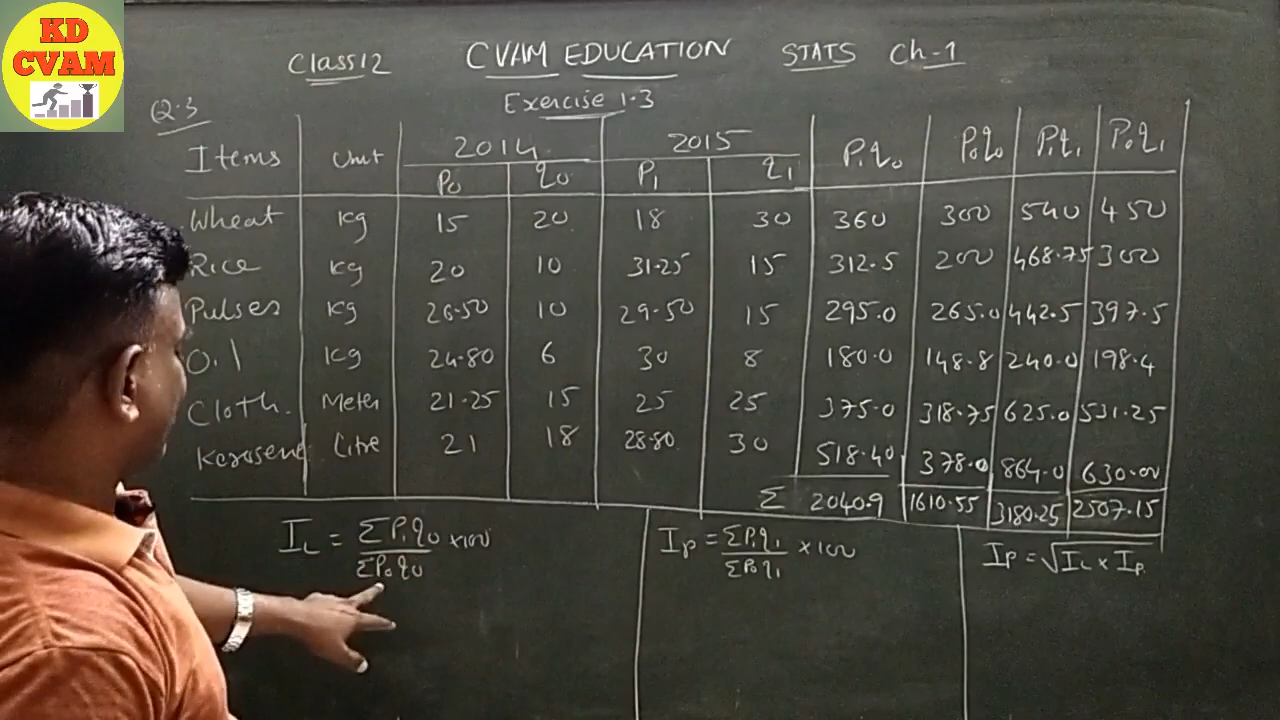 KD
CVAM
Class 12 CVAM EDUCATION STATS Ch-1
Exercise 1.3
Q.3
Items Unit 2014 2015 P₁q₀ P₀q₀ P₁q₁ P₀q₁
P₀ q₀ P₁ q₁
Wheat kg 15 20 18 30 360 300 540 450
Rice kg 20 10 31.25 15 312.5 200 468.75 300
Pulses kg 26.50 10 29.50 15 295.0 265.0 442.5 397.5
Oil kg 24.80 6 30 8 180.0 148.8 240.0 198.4
Cloth. Meter 21.25 15 25 25 375.0 318.75 625.0 531.25
Kerosene Litre 21 18 28.80 30 518.40 378.0 864.0 630.00
Σ 2040.9 1610.55 3180.25 2507.15
I_L = ΣP₁q₀ / ΣP₀q₀ × 100 I_P = ΣP₁q₁ / ΣP₀q₁ × 100 I_P = √I_L × I_P